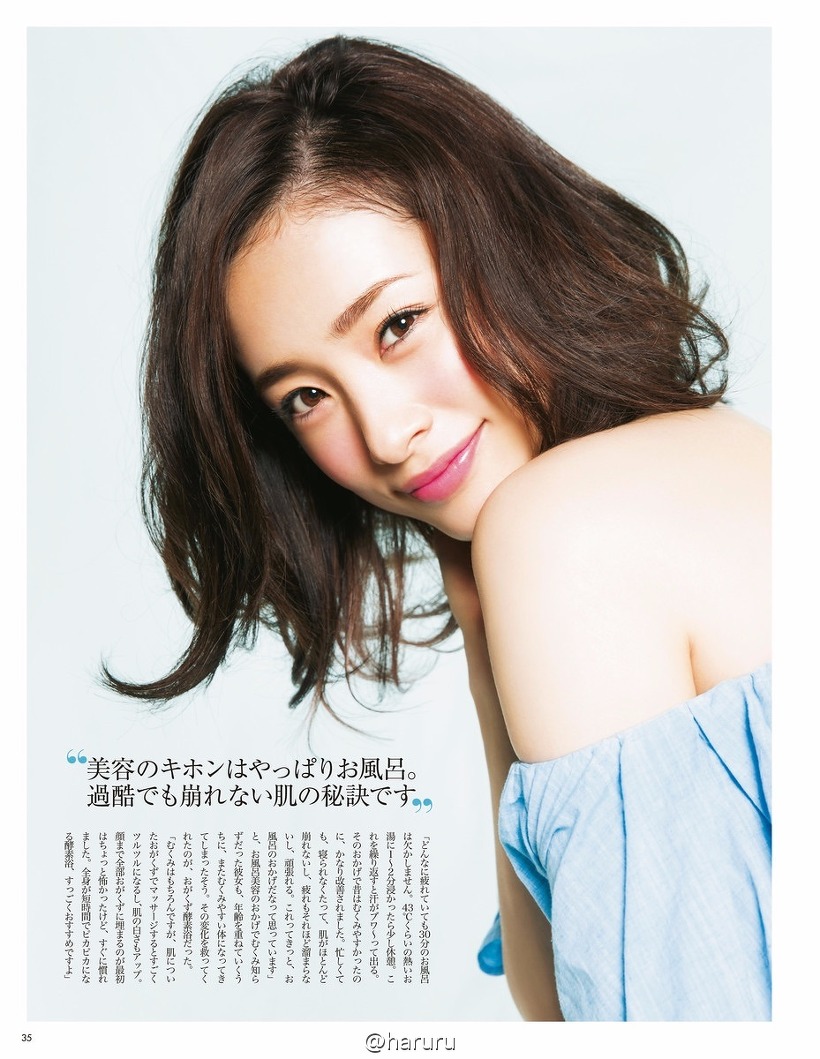 “美容のキホンはやっぱりお風呂。
過酷でも崩れない肌の秘訣です”
「どんなに疲れていても30分のお風呂
は欠かしません。43℃くらいの熱いお
湯に1〜2分浸かったら少し休憩。こ
れを繰り返すと汗がブワ〜って出る。
そのおかげで昔はむくみやすかったの
に、かなり改善されました。忙しくて
も、寝られなくたって、肌がほとんど
崩れないし、疲れもそれほど溜まらな
いし、頑張れる。これってきっと、お
風呂のおかげだなって思っています」
と、お風呂美容のおかげでむくみ知ら
ずだった彼女も、年齢を重ねていくう
ちに、またむくみやすい体になってき
てしまったそう。その変化を救ってく
れたのが、おがくず酵素浴だった。
「むくみはもちろんですが、肌につい
たおがくずでマッサージするとすごく
ツルツルになるし、肌の白さもアップ。
顔まで全部おがくずに埋まるのが最初
はちょっと怖かったけど、すぐに慣れ
ました。全身が短時間でピカピカにな
る酵素浴、すっごくおすすめですよ」
35
@haruru